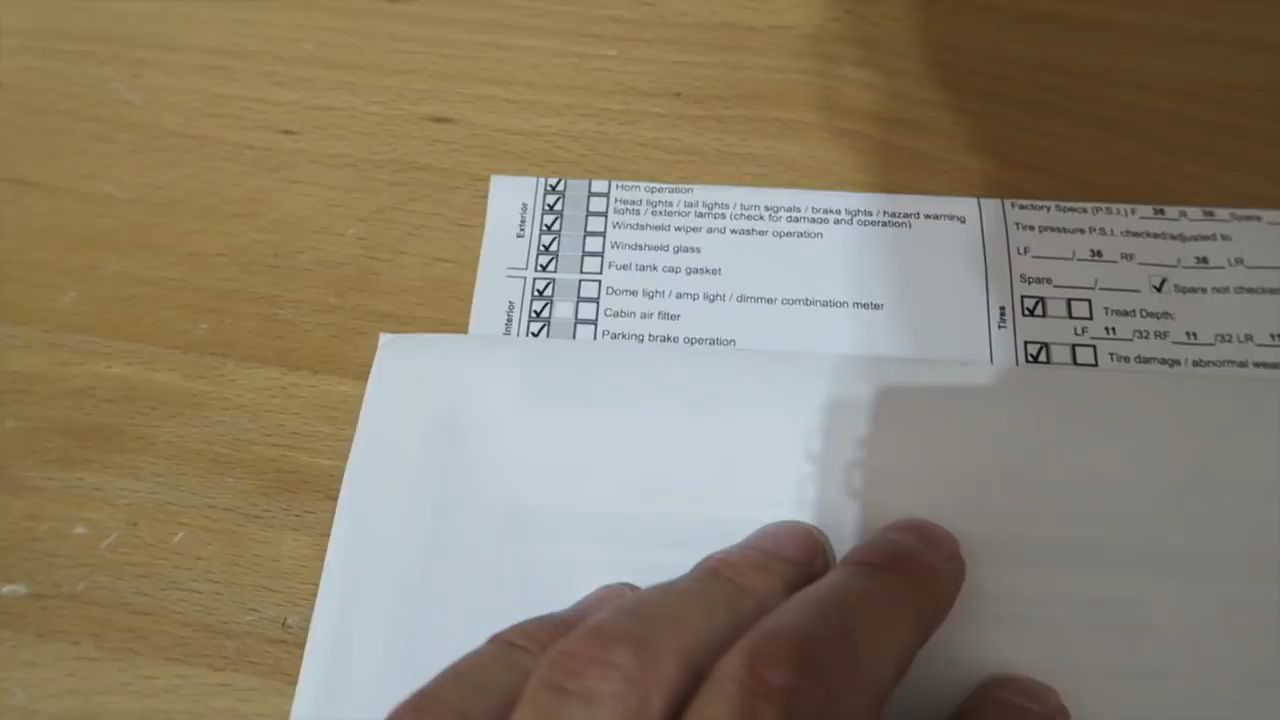 Exterior
Horn operation
Head lights / tail lights / turn signals / brake lights / hazard warning
lights / exterior lamps (check for damage and operation)
Windshield wiper and washer operation
Windshield glass
Fuel tank cap gasket
Interior
Dome light / amp light / dimmer combination meter
Cabin air filter
Parking brake operation
Tires
Factory Specs (P.S.I.) F 36 R 36 Spare
Tire pressure P.S.I. checked/adjusted to
LF / 36 RF / 36 LR
Spare / Spare not checke
Tread Depth:
LF 11 /32 RF 11 /32 LR 11
Tire damage / abnormal wea